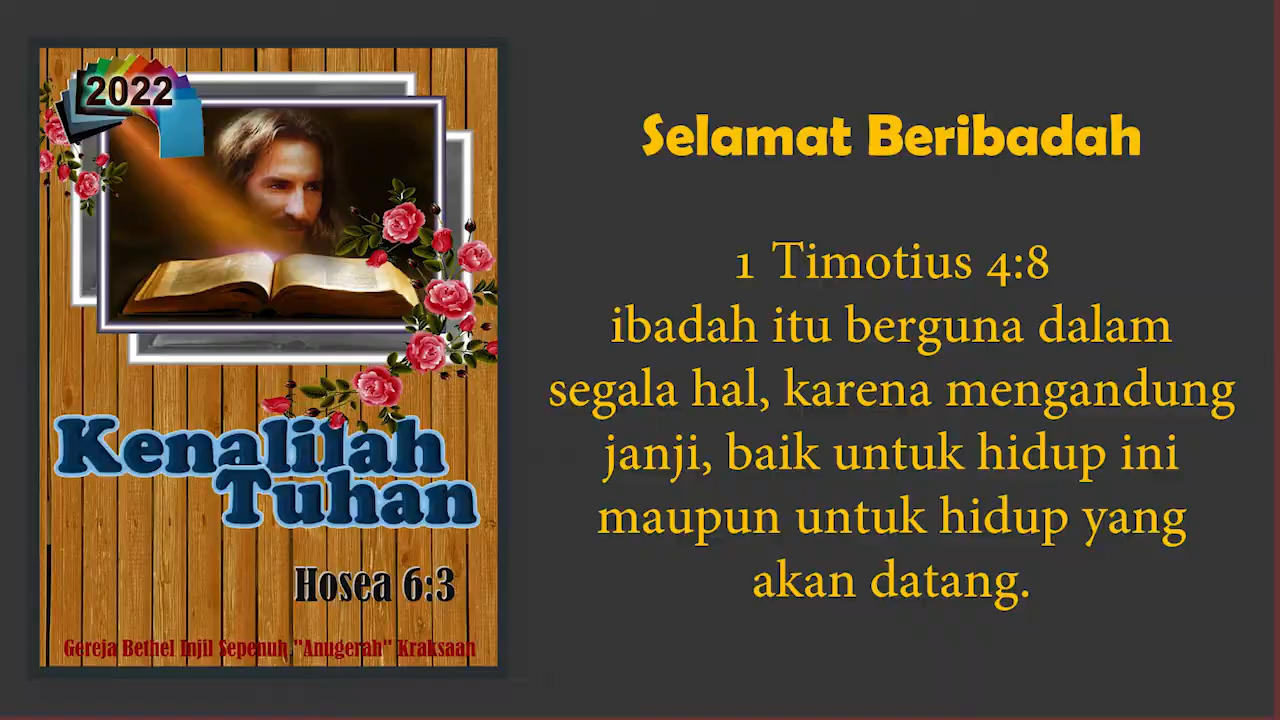 2022
Kenalilah
Tuhan
Hosea 6:3
Gereja Bethel Injil Sepenuh "Anugerah" Kraksaan
Selamat Beribadah
1 Timotius 4:8
ibadah itu berguna dalam
segala hal, karena mengandung
janji, baik untuk hidup ini
maupun untuk hidup yang
akan datang.